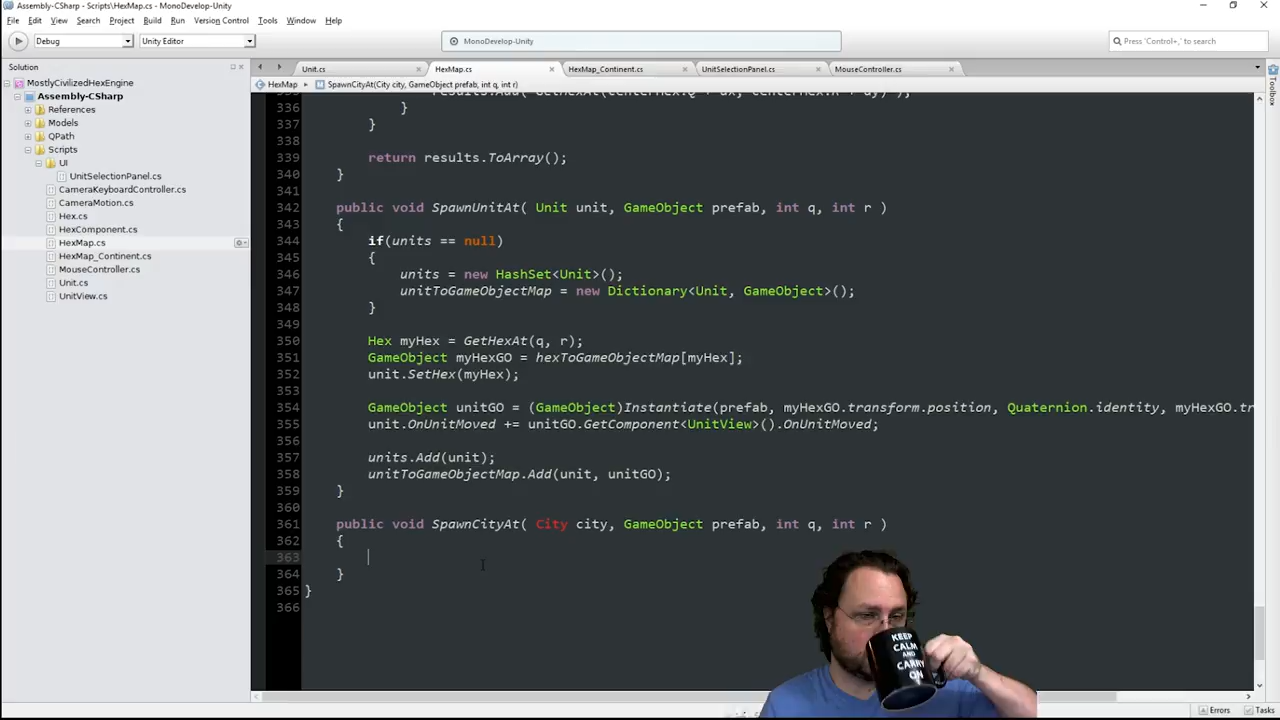 Assembly-CSharp - Scripts\HexMap.cs* - MonoDevelop-Unity
File Edit View Search Project Build Run Version Control Tools Window Help
Debug Unity Editor MonoDevelop-Unity Press 'Control+,' to search
Solution
MostlyCivilizedHexEngine
Assembly-CSharp
References
Models
QPath
Scripts
UI
UnitSelectionPanel.cs
CameraKeyboardController.cs
CameraMotion.cs
Hex.cs
HexComponent.cs
HexMap.cs
HexMap_Continent.cs
MouseController.cs
Unit.cs
UnitView.cs
Unit.cs HexMap.cs HexMap_Continent.cs UnitSelectionPanel.cs MouseController.cs
HexMap SpawnCityAt(City city, GameObject prefab, int q, int r)
335 results.Add( GetHexAt(centerHex.Q + dx, centerHex.R + dy) );
336 }
337 }
338
339 return results.ToArray();
340 }
341
342 public void SpawnUnitAt( Unit unit, GameObject prefab, int q, int r )
343 {
344 if(units == null)
345 {
346 units = new HashSet<Unit>();
347 unitToGameObjectMap = new Dictionary<Unit, GameObject>();
348 }
349
350 Hex myHex = GetHexAt(q, r);
351 GameObject myHexGO = hexToGameObjectMap[myHex];
352 unit.SetHex(myHex);
353
354 GameObject unitGO = (GameObject)Instantiate(prefab, myHexGO.transform.position, Quaternion.identity, myHexGO.tr
355 unit.OnUnitMoved += unitGO.GetComponent<UnitView>().OnUnitMoved;
356
357 units.Add(unit);
358 unitToGameObjectMap.Add(unit, unitGO);
359 }
360
361 public void SpawnCityAt( City city, GameObject prefab, int q, int r )
362 {
363
364 }
365 }
366
KEEP
CALM
AND
CARRY
ON
Toolbox
Errors Tasks